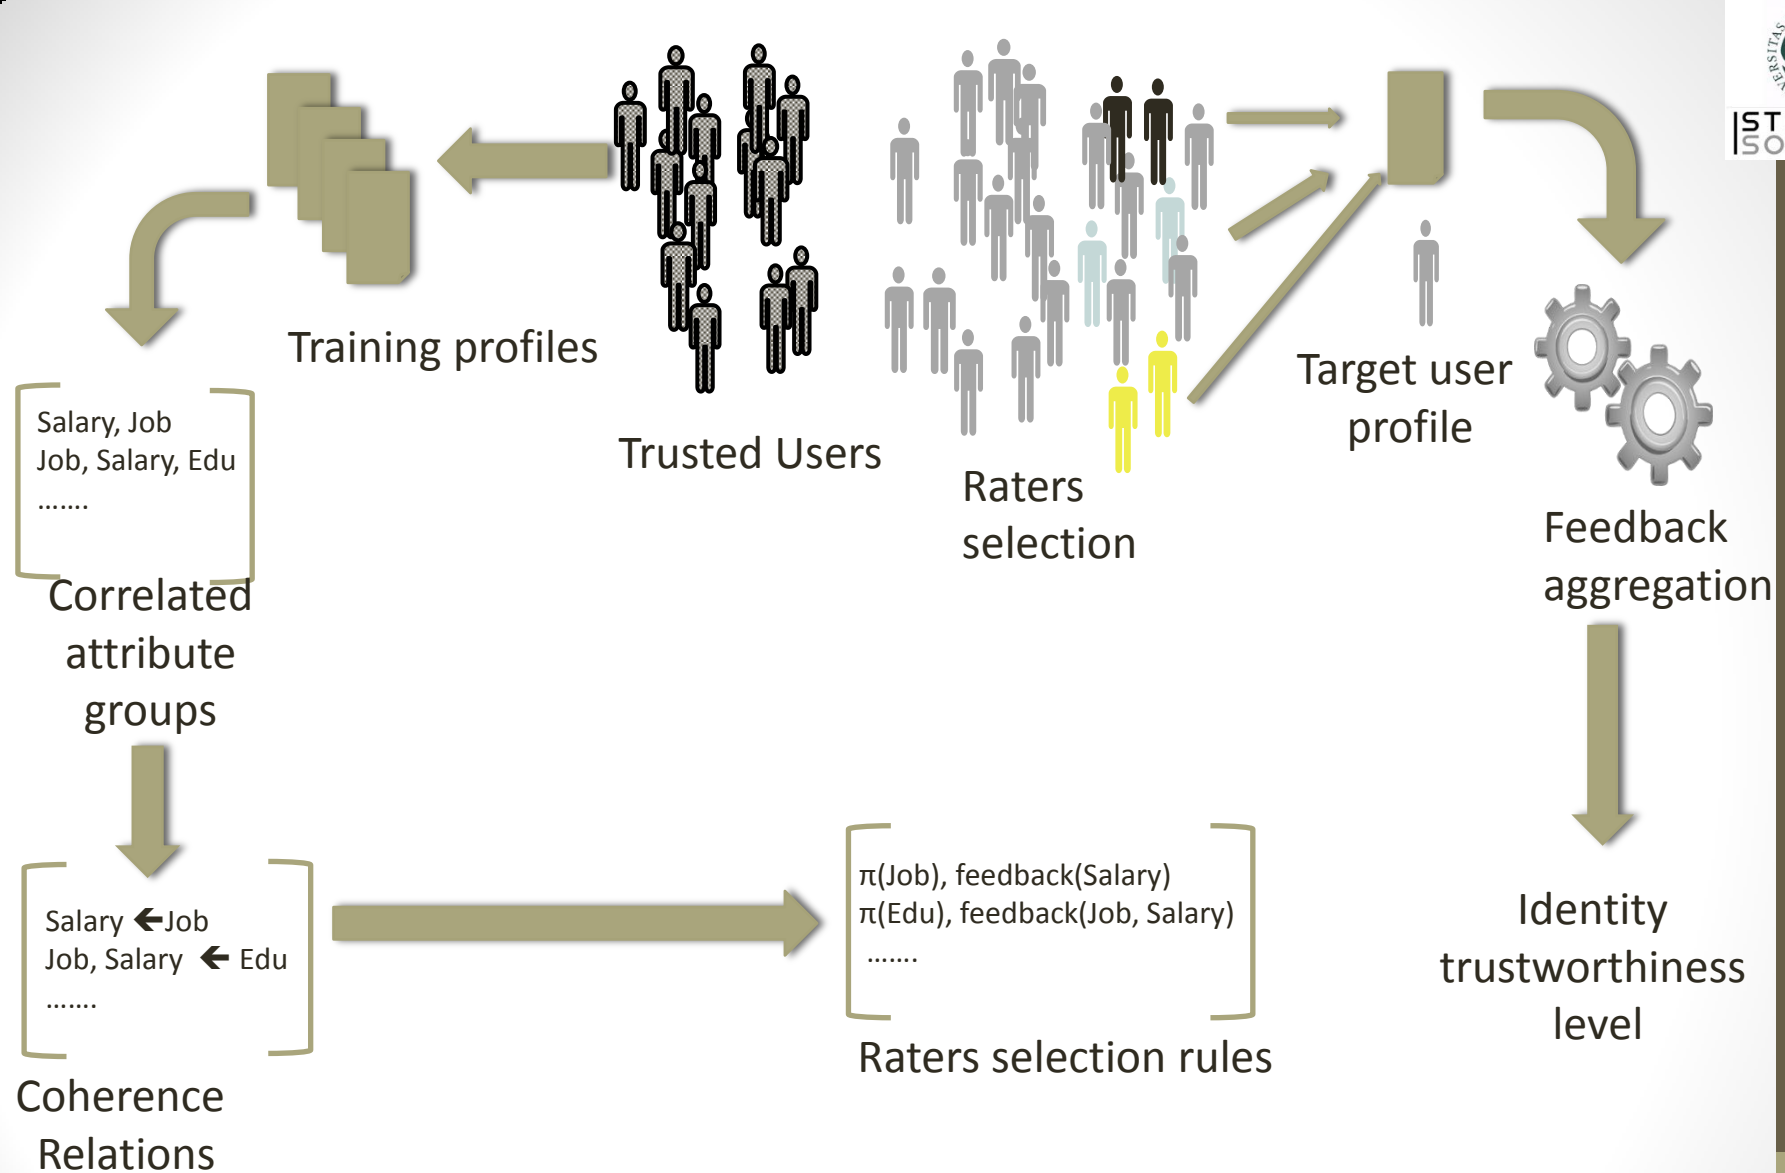 Training profiles
Trusted Users
Raters
selection
Target user
profile
Feedback
aggregation
Salary, Job
Job, Salary, Edu
…….
Correlated
attribute
groups
Salary 🡸Job
Job, Salary 🡸 Edu
…….
Coherence
Relations
π(Job), feedback(Salary)
π(Edu), feedback(Job, Salary)
…….
Raters selection rules
Identity
trustworthiness
level
ST
SO